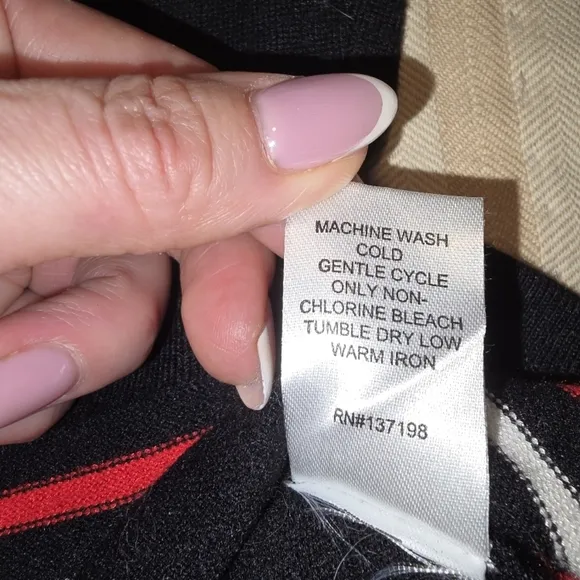 MACHINE WASH
COLD
GENTLE CYCLE
ONLY NON-
CHLORINE BLEACH
TUMBLE DRY LOW
WARM IRON
RN#137198